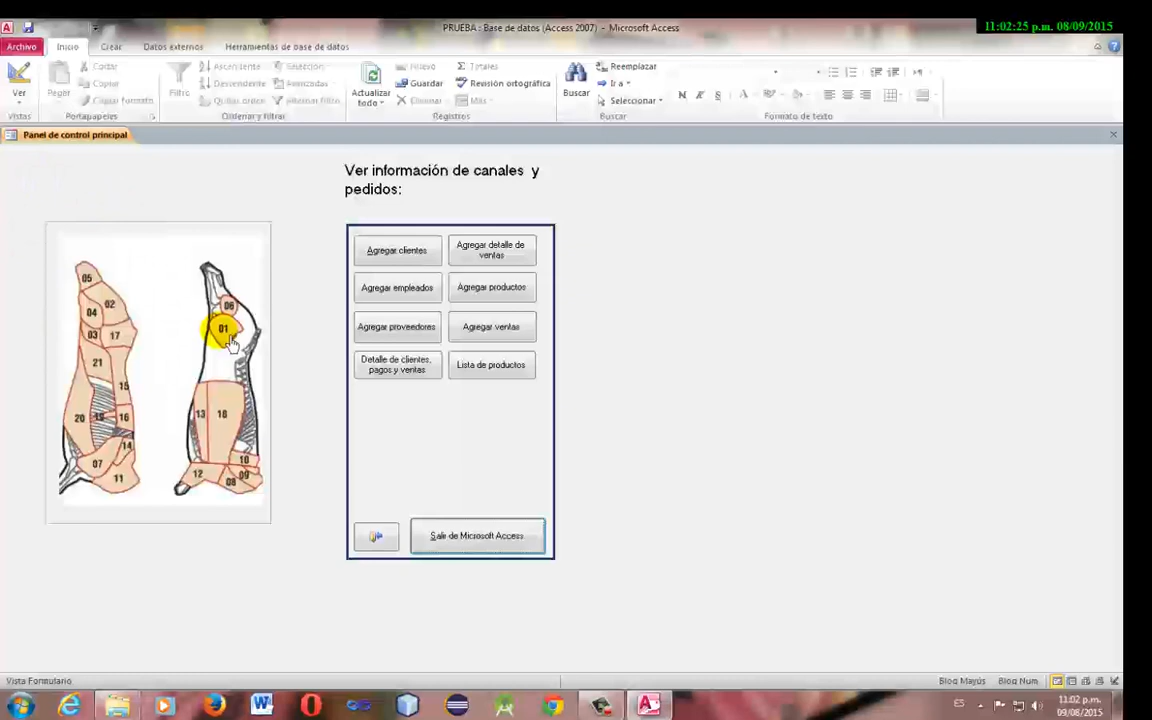 PRUEBA : Base de datos (Access 2007) - Microsoft Access
11:02:25 p.m. 08/09/2015
Archivo Inicio Crear Datos externos Herramientas de base de datos
Ver
Vistas
Pegar
Cortar
Copiar
Copiar formato
Portapapeles
Filtro
Ascendente
Descendente
Quitar orden
Selección
Avanzadas
Alternar filtro
Ordenar y filtrar
Actualizar
todo
Nuevo
Guardar
Eliminar
Totales
Revisión ortográfica
Más
Registros
Buscar
Reemplazar
Ir a
Seleccionar
Buscar
N K S
A
Formato de texto
Panel de control principal
Ver información de canales y
pedidos:
Agregar clientes
Agregar detalle de
ventas
Agregar empleados
Agregar productos
Agregar proveedores
Agregar ventas
Detalle de clientes,
pagos y ventas
Lista de productos
Salir de Microsoft Access
05
02
04
03 17
21
15
20 19 16
14
07
11
06
01
13 18
10
12 09
08
Vista Formulario
Bloq Mayús Bloq Num
ES
11:02 p.m.
09/08/2015